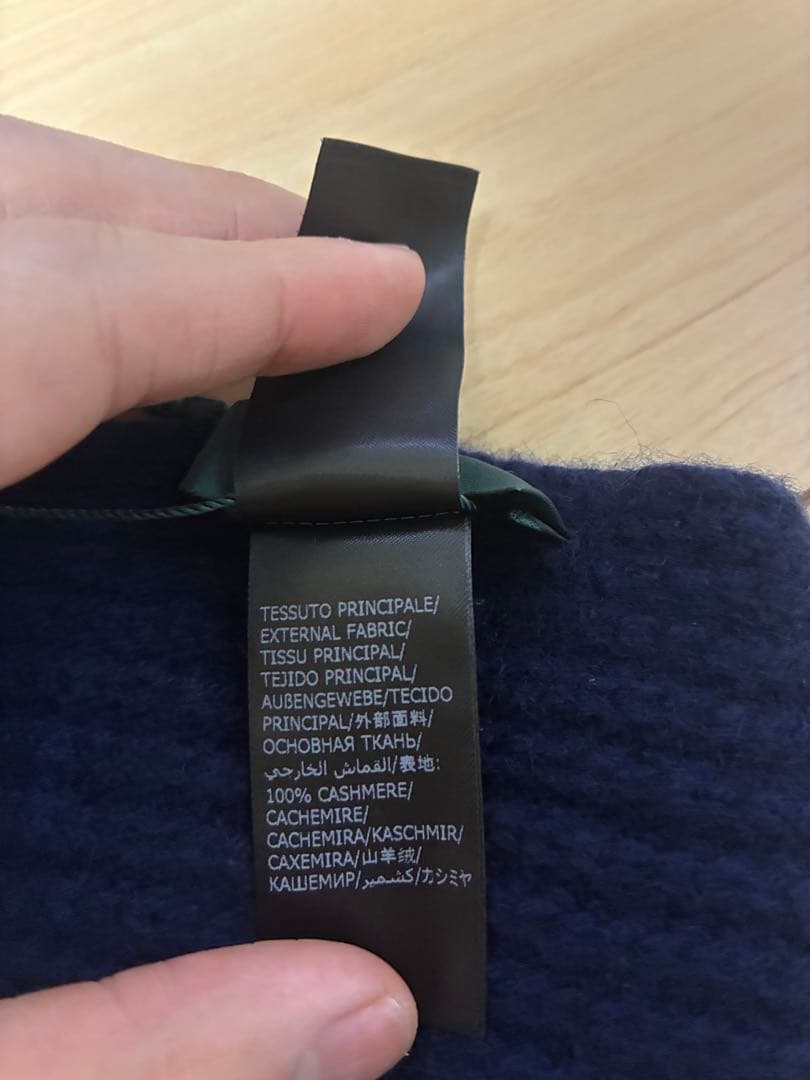 TESSUTO PRINCIPALE/
EXTERNAL FABRIC/
TISSU PRINCIPAL/
TEJIDO PRINCIPAL/
AUßENGEWEBE/TECIDO
PRINCIPAL/外部面料/
ОСНОВНАЯ ТКАНЬ/
القماش الخارجي/表地:
100% CASHMERE/
CACHEMIRE/
CACHEMIRA/KASCHMIR/
CAXEMIRA/山羊绒/
КАШЕМИР/كشمير/カシミヤ